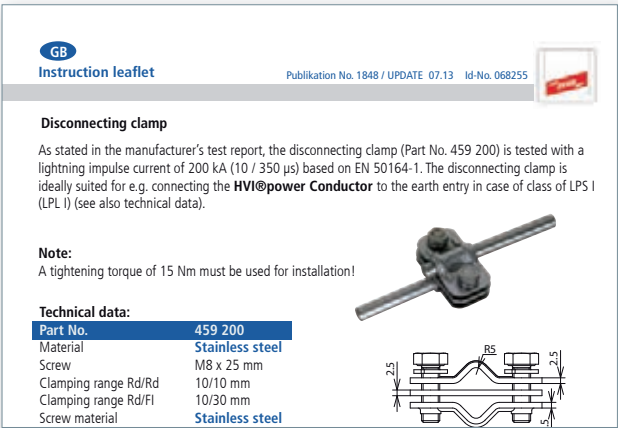 GB
Instruction leaflet
Publikation No. 1848 / UPDATE 07.13 Id-No. 068255
Disconnecting clamp
As stated in the manufacturer's test report, the disconnecting clamp (Part No. 459 200) is tested with a
lightning impulse current of 200 kA (10 / 350 µs) based on EN 50164-1. The disconnecting clamp is
ideally suited for e.g. connecting the HVI®power Conductor to the earth entry in case of class of LPS I
(LPL I) (see also technical data).
Note:
A tightening torque of 15 Nm must be used for installation!
Technical data:
Part No. 459 200
Material Stainless steel
Screw M8 x 25 mm
Clamping range Rd/Rd 10/10 mm
Clamping range Rd/Fl 10/30 mm
Screw material Stainless steel
R5
2.5
2.5